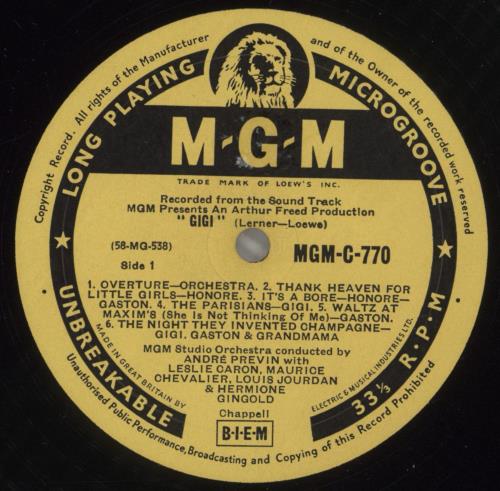 Copyright Record. All rights of the Manufacturer and of the Owner of the recorded work reserved
LONG PLAYING MICROGROOVE
M-G-M
TRADE MARK OF LOEW'S INC.
Recorded from the Sound Track
MGM Presents An Arthur Freed Production
"GIGI" (Lerner-Loewe)
(58-MG-538)
MGM-C-770
Side 1
1. OVERTURE—ORCHESTRA. 2. THANK HEAVEN FOR
LITTLE GIRLS—HONORE. 3. IT'S A BORE—HONORE—
GASTON. 4. THE PARISIANS—GIGI. 5. WALTZ AT
MAXIM'S (She Is Not Thinking Of Me)—GASTON.
6. THE NIGHT THEY INVENTED CHAMPAGNE—
GIGI, GASTON & GRANDMAMA
MGM Studio Orchestra conducted by
ANDRÉ PREVIN with
LESLIE CARON, MAURICE
CHEVALIER, LOUIS JOURDAN
& HERMIONE
GINGOLD
Chappell
B-I-E-M
MADE IN GREAT BRITAIN BY
ELECTRIC & MUSICAL INDUSTRIES LTD.
UNBREAKABLE
33⅓ R.P.M
Unauthorised Public Performance, Broadcasting and Copying of this Record Prohibited